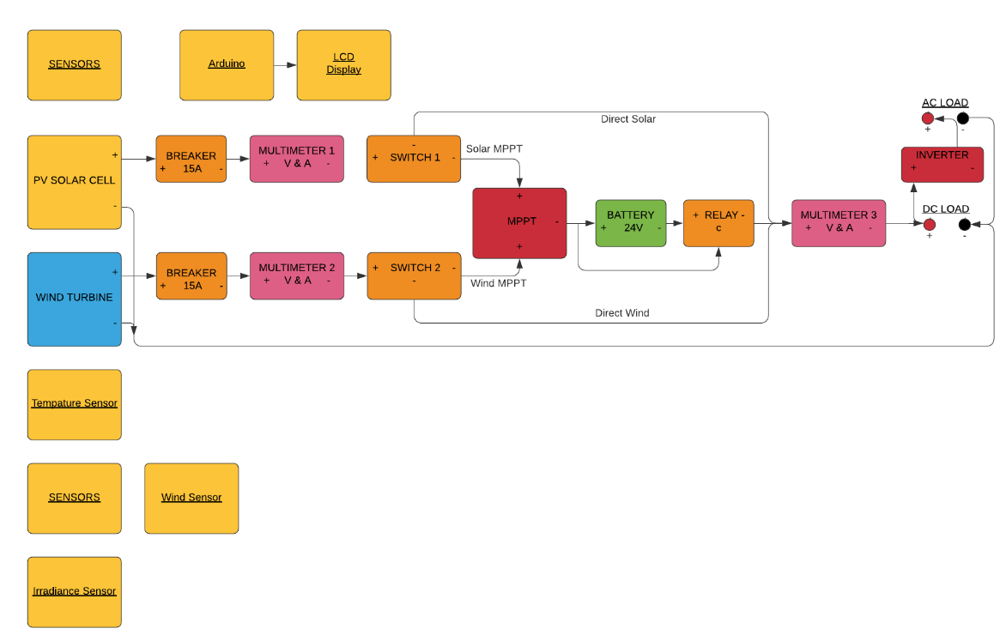 SENSORS
Arduino
LCD
Display
AC LOAD
+ -
Direct Solar
PV SOLAR CELL
+
-
BREAKER
+ 15A -
MULTIMETER 1
+ V & A -
-
+ SWITCH 1 -
Solar MPPT
INVERTER
+ -
+
MPPT -
+
BATTERY
+ 24V -
+ RELAY -
c
MULTIMETER 3
+ V & A -
DC LOAD
+ -
WIND TURBINE
+
-
BREAKER
+ 15A -
MULTIMETER 2
+ V & A -
+ SWITCH 2 -
-
Wind MPPT
Direct Wind
Tempature Sensor
SENSORS
Wind Sensor
Irradiance Sensor